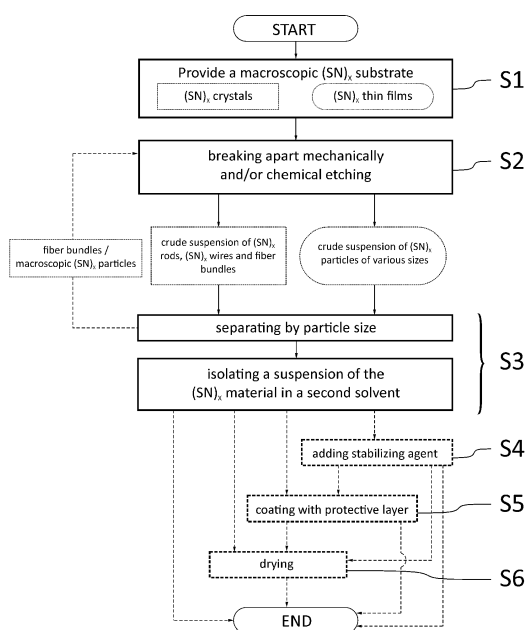 START
Provide a macroscopic (SN)ₓ substrate
(SN)ₓ crystals
(SN)ₓ thin films
S1
breaking apart mechanically
and/or chemical etching
S2
fiber bundles /
macroscopic (SN)ₓ particles
crude suspension of (SN)ₓ
rods, (SN)ₓ wires and fiber
bundles
crude suspension of (SN)ₓ
particles of various sizes
separating by particle size
isolating a suspension of the
(SN)ₓ material in a second solvent
S3
adding stabilizing agent
S4
coating with protective layer
S5
drying
S6
END